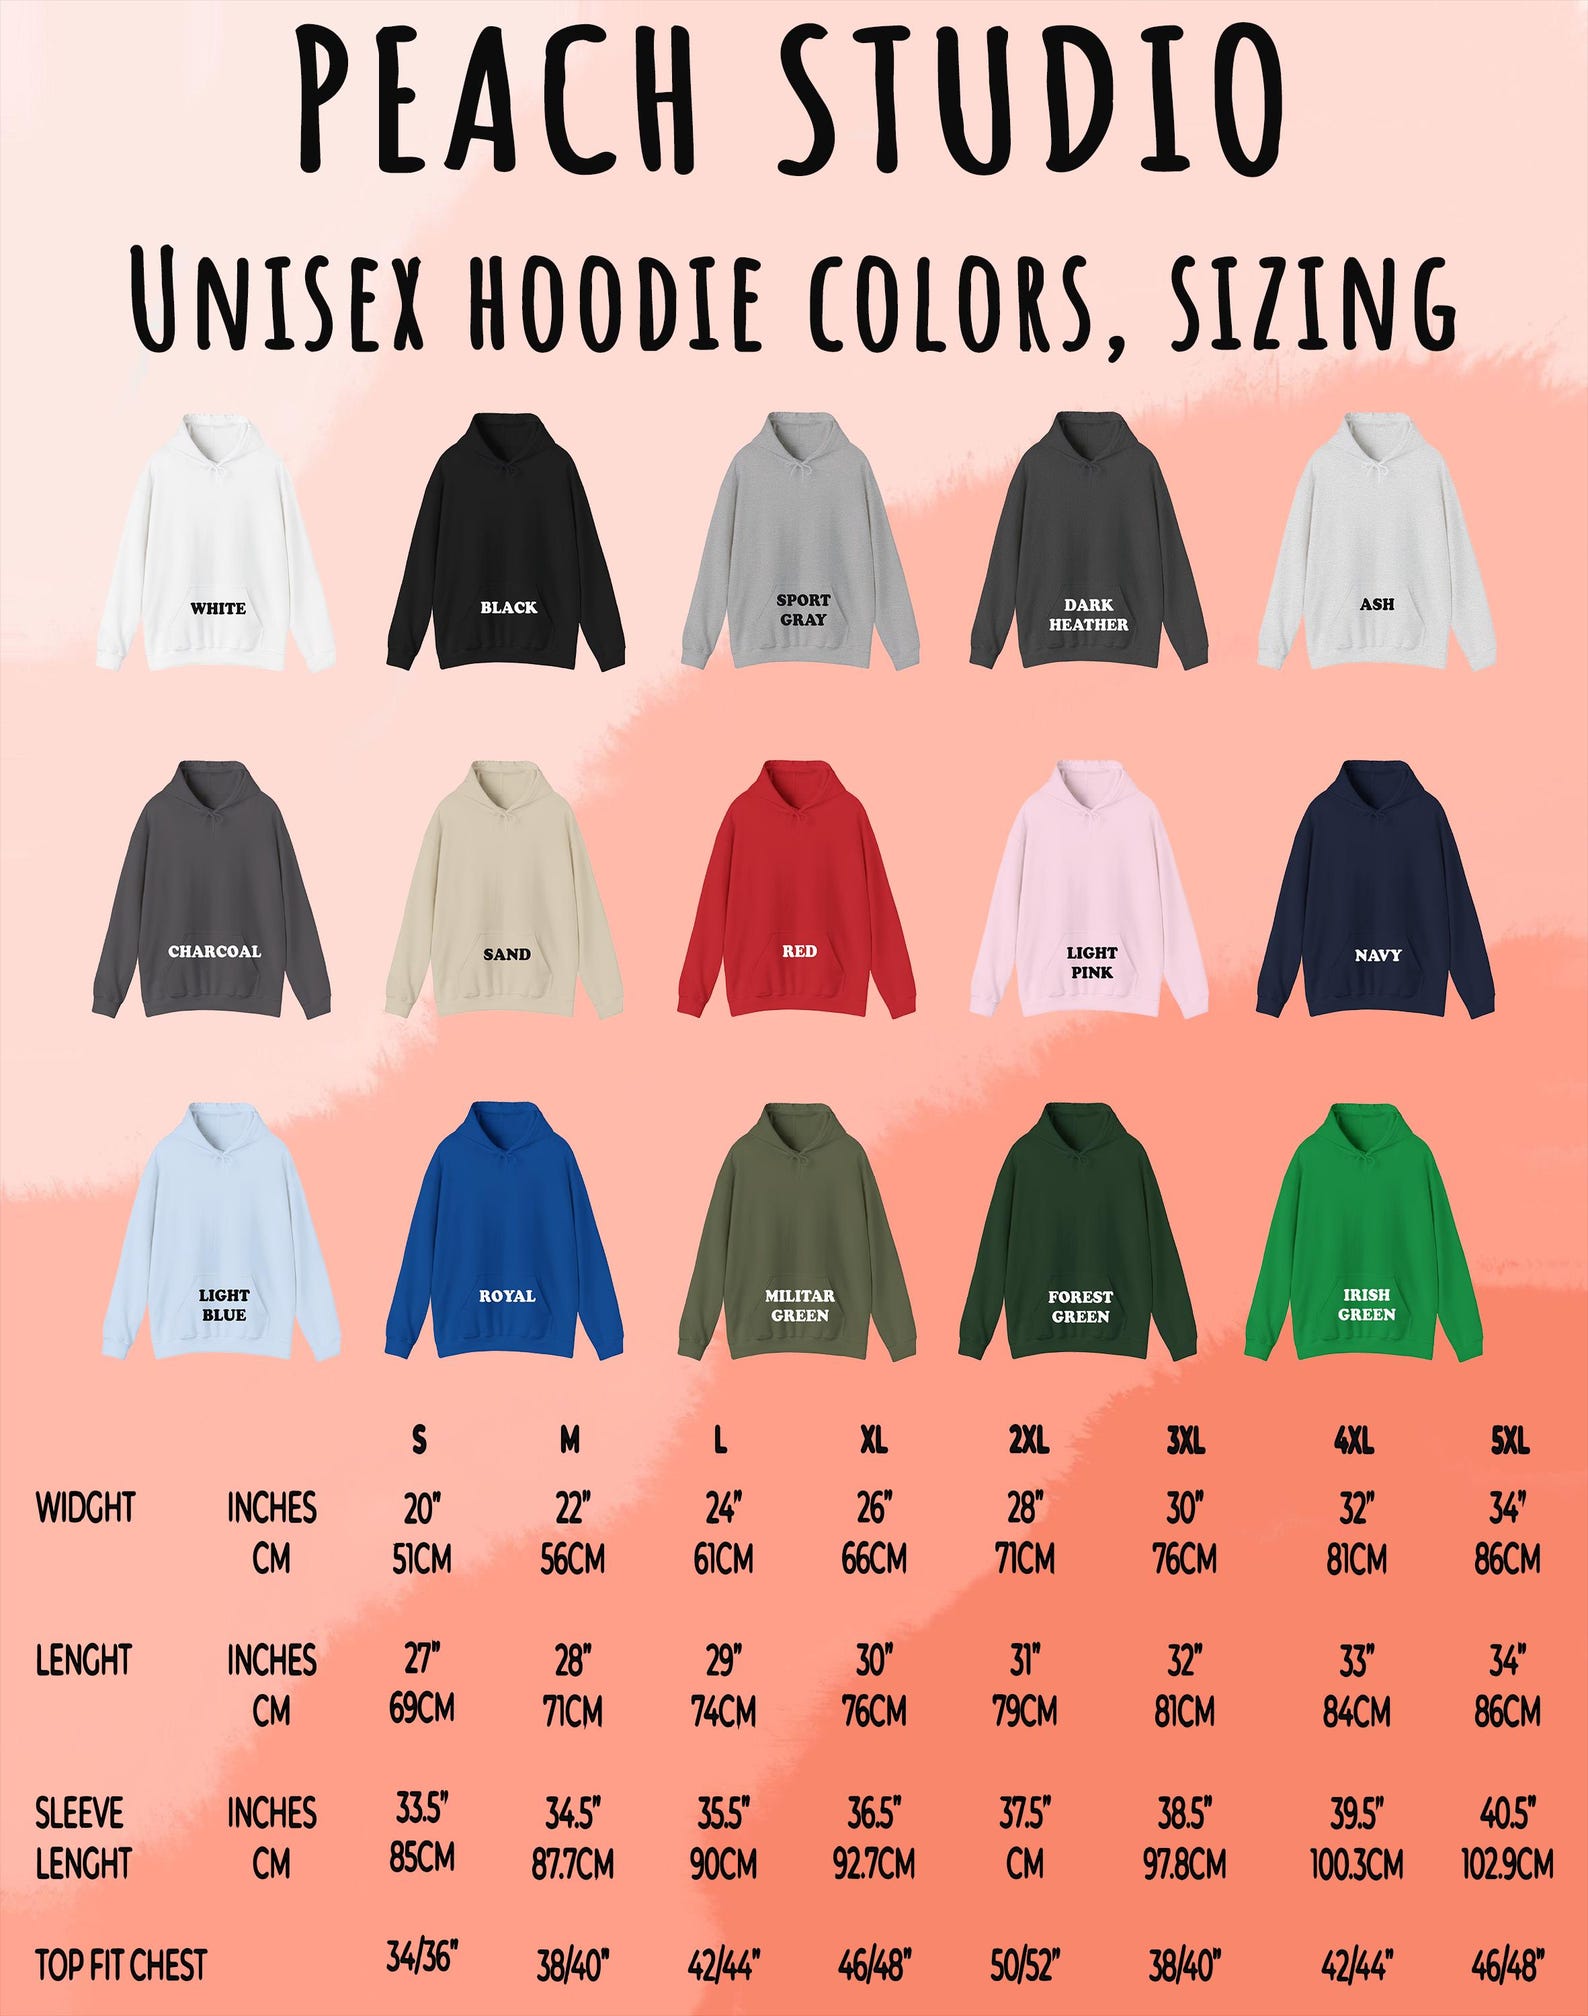 PEACH STUDIO
UNISEX HOODIE COLORS, SIZING
WHITE
BLACK
SPORT
GRAY
DARK
HEATHER
ASH
CHARCOAL
SAND
RED
LIGHT
PINK
NAVY
LIGHT
BLUE
ROYAL
MILITAR
GREEN
FOREST
GREEN
IRISH
GREEN
S M L XL 2XL 3XL 4XL 5XL
WIDGHT INCHES 20" 22" 24" 26" 28" 30" 32" 34"
CM 51CM 56CM 61CM 66CM 71CM 76CM 81CM 86CM
LENGHT INCHES 27" 28" 29" 30" 31" 32" 33" 34"
CM 69CM 71CM 74CM 76CM 79CM 81CM 84CM 86CM
SLEEVE INCHES 33.5" 34.5" 35.5" 36.5" 37.5" 38.5" 39.5" 40.5"
LENGHT CM 85CM 87.7CM 90CM 92.7CM CM 97.8CM 100.3CM 102.9CM
TOP FIT CHEST 34/36" 38/40" 42/44" 46/48" 50/52" 38/40" 42/44" 46/48"